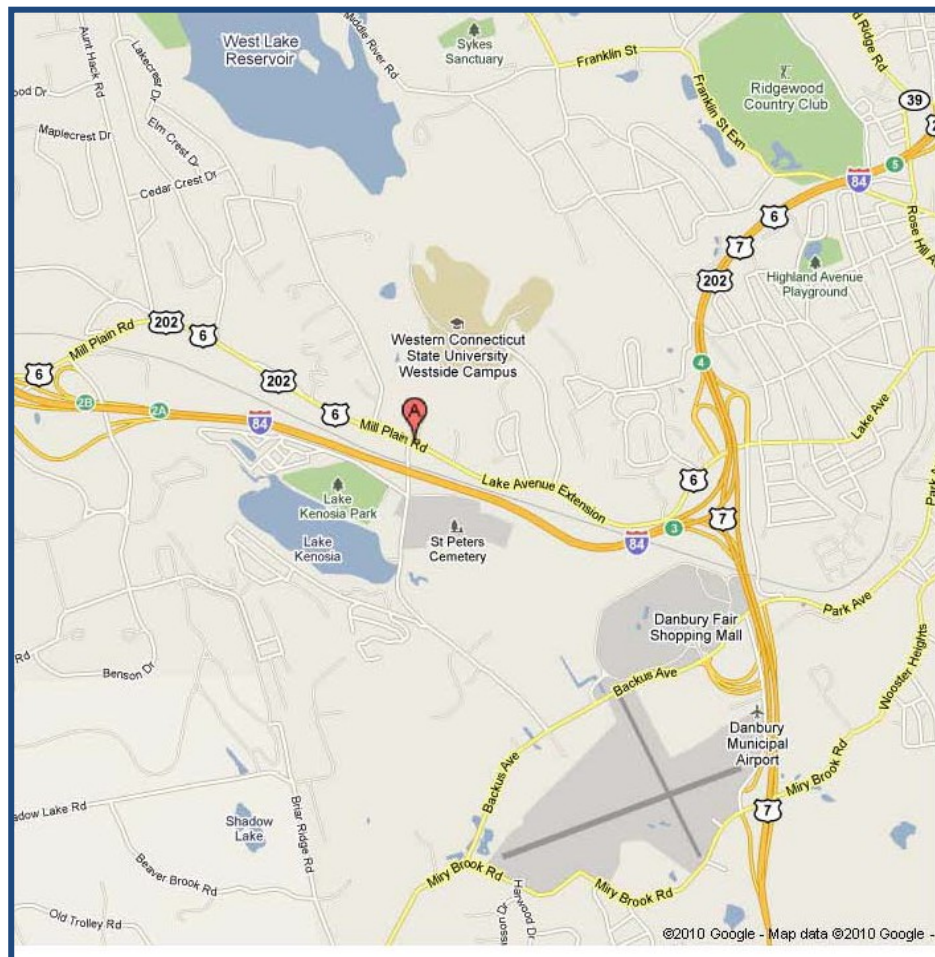 West Lake
Reservoir
Middle River Rd
Sykes
Sanctuary
Franklin St
Ridgewood
Country Club
39
Aunt Hack Rd
Lakecrest Dr
Maplecrest Dr
Elm Crest Dr
Cedar Crest Dr
Franklin St Exn
84
5
6
7
202
Highland Avenue
Playground
Mill Plain Rd
202
6
6
2B
2A
84
202
6
Western Connecticut
State University
Westside Campus
A
Mill Plain Rd
4
Lake Ave
Lake Avenue Extension
6
7
3
84
Lake
Kenosia Park
Lake
Kenosia
St Peters
Cemetery
Park Ave
Danbury Fair
Shopping Mall
Rd
Benson Dr
Backus Ave
Wooster Heights
Danbury
Municipal
Airport
Backus Ave
Miry Brook Rd
7
Shadow
Lake
Briar Ridge Rd
Beaver Brook Rd
Old Trolley Rd
Miry Brook Rd
Harwood Dr
Miry Brook Rd
©2010 Google - Map data ©2010 Google -